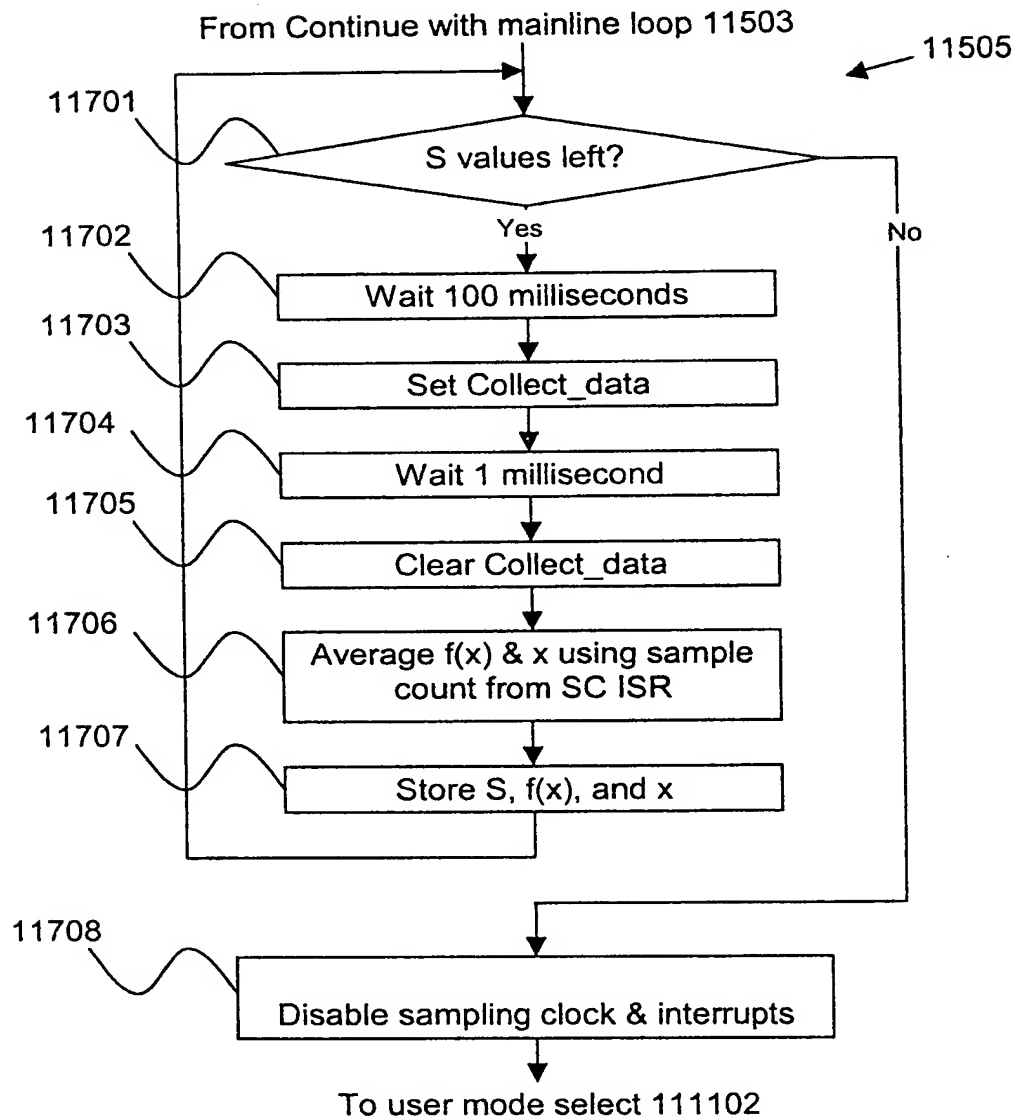 From Continue with mainline loop 11503
11505
11701
S values left?
Yes
No
11702
Wait 100 milliseconds
11703
Set Collect_data
11704
Wait 1 millisecond
11705
Clear Collect_data
11706
Average f(x) & x using sample
count from SC ISR
11707
Store S, f(x), and x
11708
Disable sampling clock & interrupts
To user mode select 111102